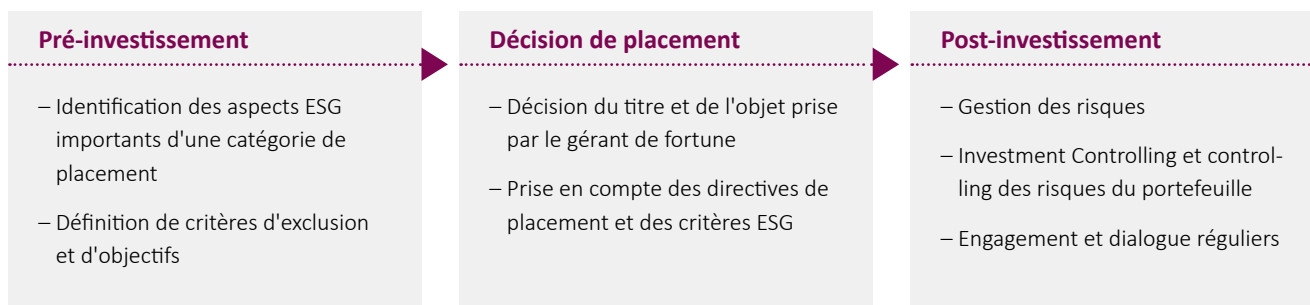 Pré-investissement
– Identification des aspects ESG
importants d'une catégorie de
placement
– Définition de critères d'exclusion
et d'objectifs
Décision de placement
– Décision du titre et de l'objet prise
par le gérant de fortune
– Prise en compte des directives de
placement et des critères ESG
Post-investissement
– Gestion des risques
– Investment Controlling et control-
ling des risques du portefeuille
– Engagement et dialogue réguliers